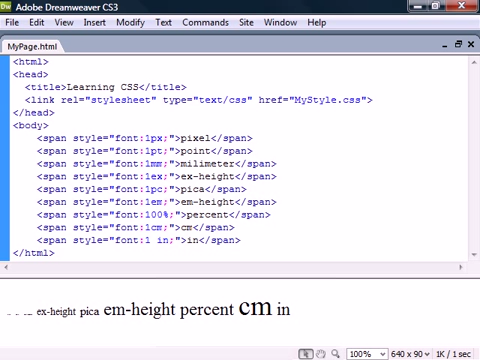 Dw Adobe Dreamweaver CS3
File Edit View Insert Modify Text Commands Site Window Help
MyPage.html
<html>
<head>
<title>Learning CSS</title>
<link rel="stylesheet" type="text/css" href="MyStyle.css">
</head>
<body>
<span style="font:1px;">pixel</span>
<span style="font:1pt;">point</span>
<span style="font:1mm;">milimeter</span>
<span style="font:1ex;">ex-height</span>
<span style="font:1pc;">pica</span>
<span style="font:1em;">em-height</span>
<span style="font:100%;">percent</span>
<span style="font:1cm;">cm</span>
<span style="font:1 in;">in</span>
</html>
ex-height pica em-height percent cm in
100% 640 x 90 1K / 1 sec